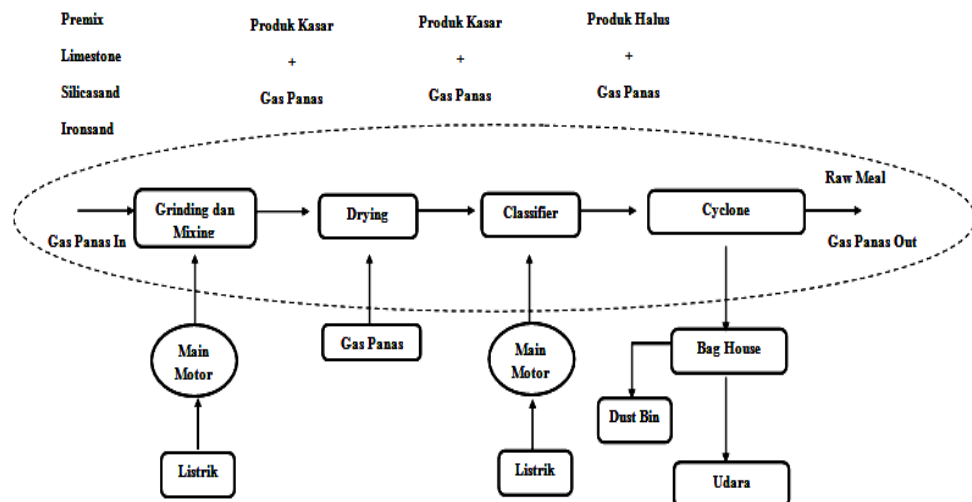 Premix
Limestone
Silicasand
Ironsand
Produk Kasar
+
Gas Panas
Produk Kasar
+
Gas Panas
Produk Halus
+
Gas Panas
Gas Panas In
Grinding dan
Mixing
Drying
Classifier
Cyclone
Raw Meal
Gas Panas Out
Main
Motor
Gas Panas
Main
Motor
Bag House
Dust Bin
Listrik
Listrik
Udara